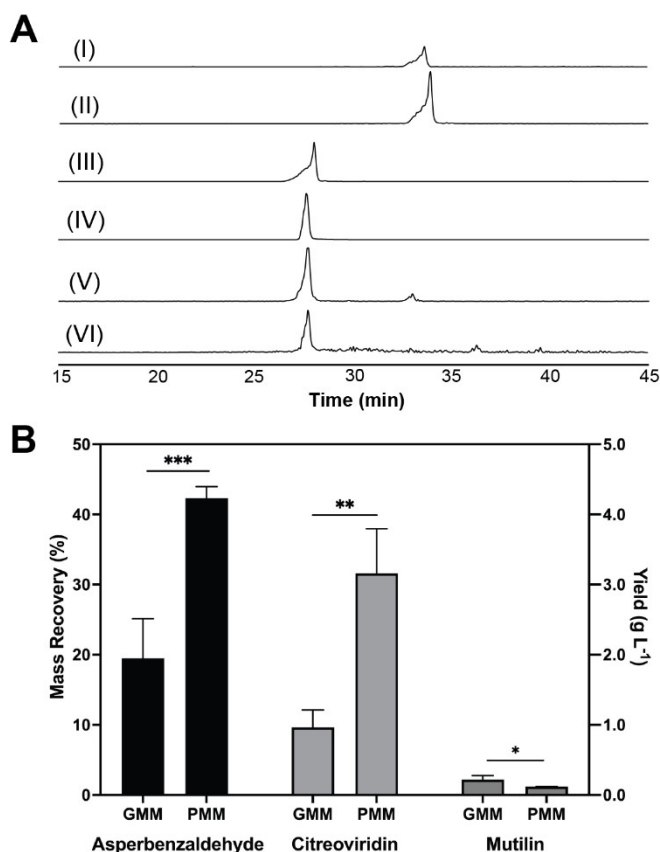 A
(I)
(II)
(III)
(IV)
(V)
(VI)
15 20 25 30 35 40 45
Time (min)
B
50 5.0
*** 
40 4.0
**
30 3.0
20 2.0
10 1.0
*
0 0.0
Mass Recovery (%)
Yield (g L-1)
GMM PMM GMM PMM GMM PMM
Asperbenzaldehyde Citreoviridin Mutilin